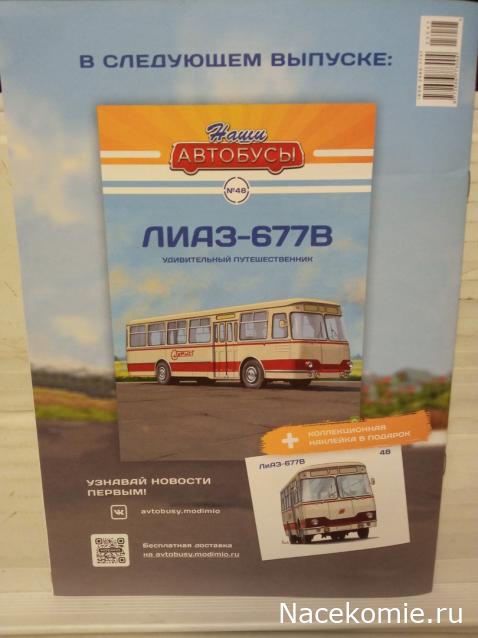 В СЛЕДУЮЩЕМ ВЫПУСКЕ:
Наши
АВТОБУСЫ
№48
ЛИАЗ-677В
УДИВИТЕЛЬНЫЙ ПУТЕШЕСТВЕННИК
+ КОЛЛЕКЦИОННАЯ
НАКЛЕЙКА В ПОДАРОК
ЛиАЗ-677В 48
УЗНАВАЙ НОВОСТИ
ПЕРВЫМ!
avtobusy.modimio
Бесплатная доставка
на avtobusy.modimio.ru
Nacekomie.ru